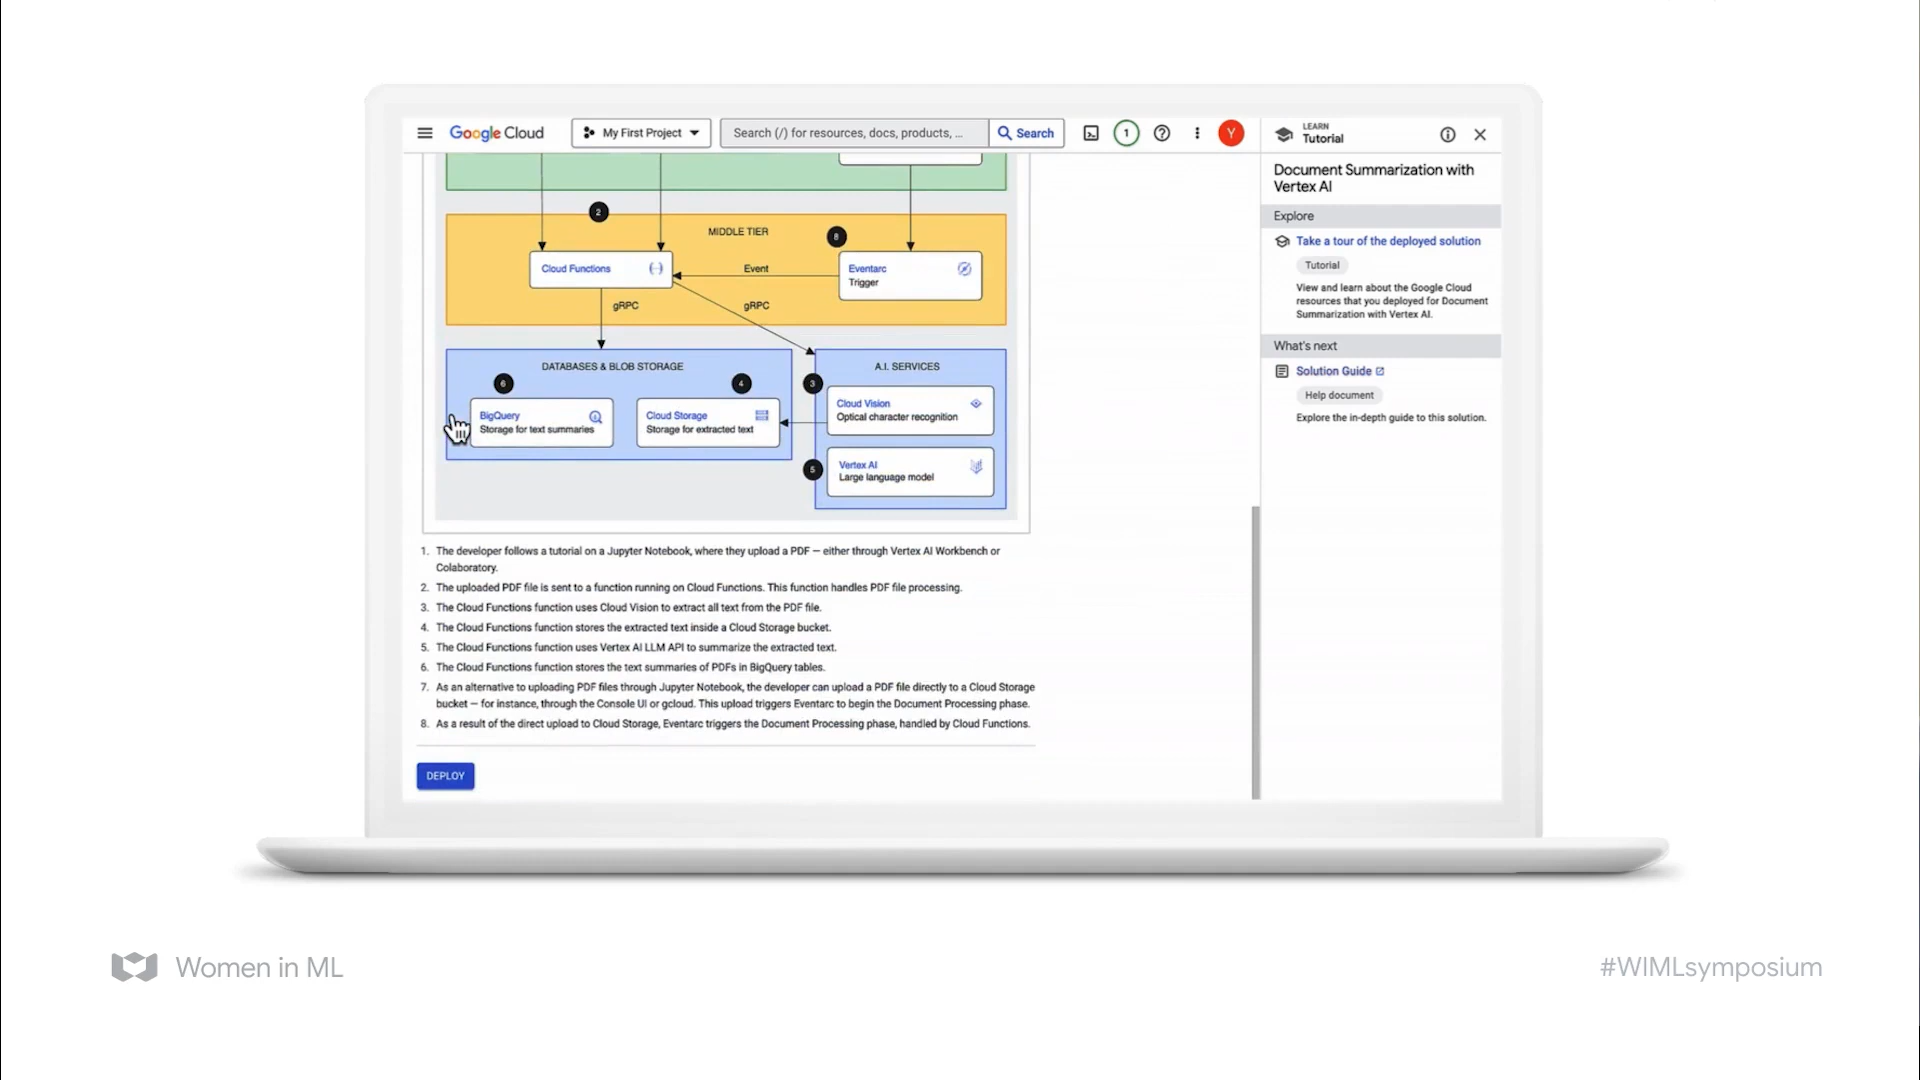 Google Cloud
My First Project
Search (/) for resources, docs, products, ...
Search
1
Y
LEARN
Tutorial
Document Summarization with
Vertex AI
Explore
Take a tour of the deployed solution
Tutorial
View and learn about the Google Cloud
resources that you deployed for Document
Summarization with Vertex AI.
What's next
Solution Guide
Help document
Explore the in-depth guide to this solution.
2
MIDDLE TIER
8
Cloud Functions
Event
Eventarc
Trigger
gRPC
gRPC
DATABASES & BLOB STORAGE
A.I. SERVICES
6
4
3
BigQuery
Storage for text summaries
Cloud Storage
Storage for extracted text
Cloud Vision
Optical character recognition
5
Vertex AI
Large language model
1. The developer follows a tutorial on a Jupyter Notebook, where they upload a PDF — either through Vertex AI Workbench or
Colaboratory.
2. The uploaded PDF file is sent to a function running on Cloud Functions. This function handles PDF file processing.
3. The Cloud Functions function uses Cloud Vision to extract all text from the PDF file.
4. The Cloud Functions function stores the extracted text inside a Cloud Storage bucket.
5. The Cloud Functions function uses Vertex AI LLM API to summarize the extracted text.
6. The Cloud Functions function stores the text summaries of PDFs in BigQuery tables.
7. As an alternative to uploading PDF files through Jupyter Notebook, the developer can upload a PDF file directly to a Cloud Storage
bucket — for instance, through the Console UI or gcloud. This upload triggers Eventarc to begin the Document Processing phase.
8. As a result of the direct upload to Cloud Storage, Eventarc triggers the Document Processing phase, handled by Cloud Functions.
DEPLOY
Women in ML
#WIMLsymposium